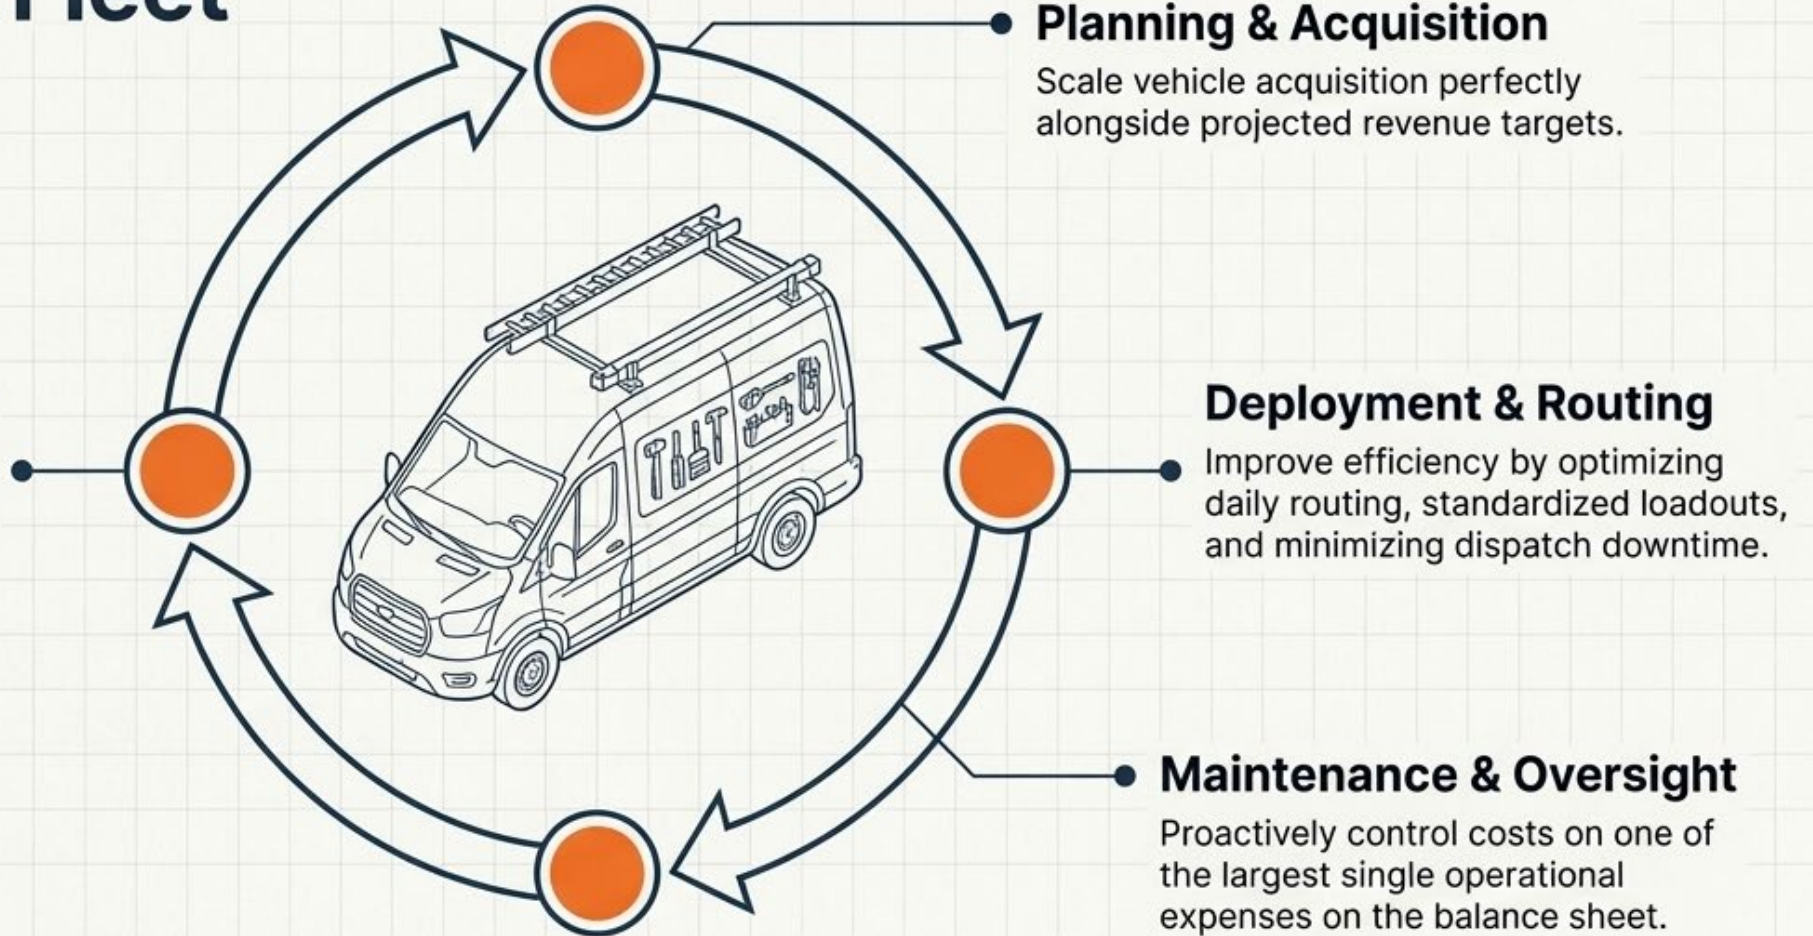 Fleet
Planning & Acquisition
Scale vehicle acquisition perfectly
alongside projected revenue targets.
Deployment & Routing
Improve efficiency by optimizing
daily routing, standardized loadouts,
and minimizing dispatch downtime.
Maintenance & Oversight
Proactively control costs on one of
the largest single operational
expenses on the balance sheet.